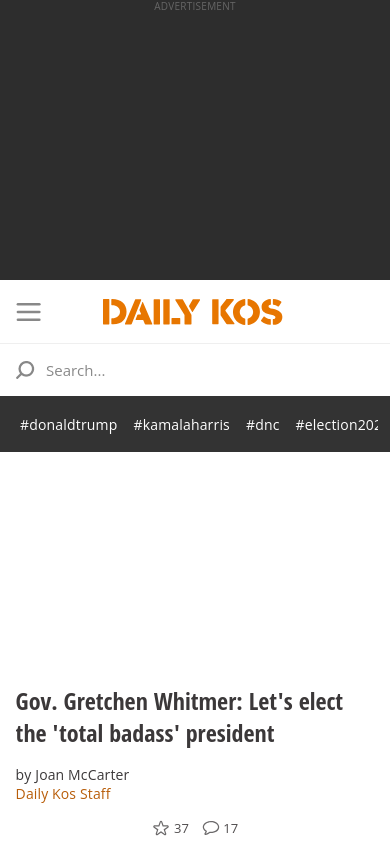 ADVERTISEMENT
DAILY KOS
Search...
#donaldtrump #kamalaharris #dnc #election202
Gov. Gretchen Whitmer: Let's elect
the 'total badass' president
by Joan McCarter
Daily Kos Staff
37 17